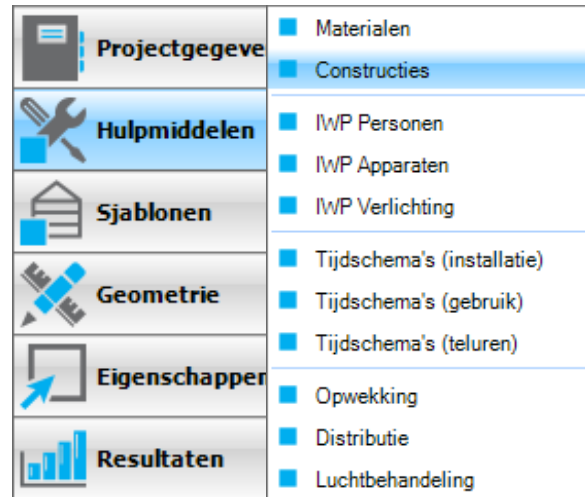 Projectgegeve
Hulpmiddelen
Sjablonen
Geometrie
Eigenschapper
Resultaten
Materialen
Constructies
IWP Personen
IWP Apparaten
IWP Verlichting
Tijdschema's (installatie)
Tijdschema's (gebruik)
Tijdschema's (teluren)
Opwekking
Distributie
Luchtbehandeling